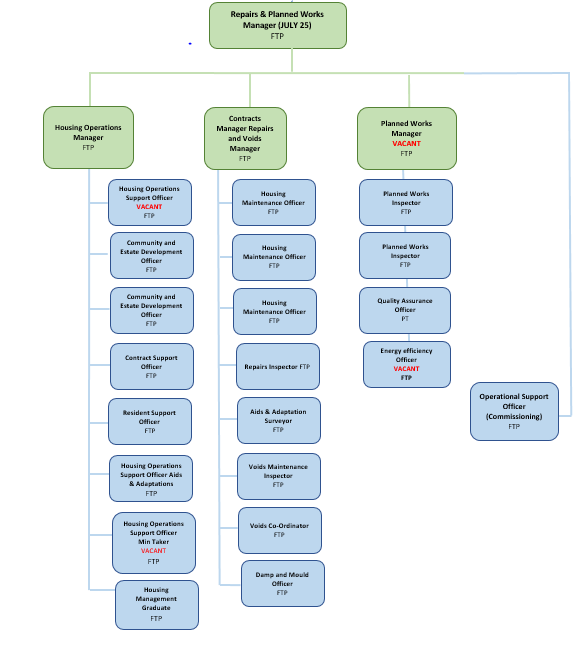 Repairs & Planned Works
Manager (JULY 25)
FTP
Housing Operations
Manager
FTP
Contracts
Manager Repairs
and Voids
Manager
FTP
Planned Works
Manager
VACANT
FTP
Housing Operations
Support Officer
VACANT
FTP
Community and
Estate Development
Officer
FTP
Community and
Estate Development
Officer
FTP
Contract Support
Officer
FTP
Resident Support
Officer
FTP
Housing Operations
Support Officer Aids
& Adaptations
FTP
Housing Operations
Support Officer
Min Taker
VACANT
FTP
Housing
Management
Graduate
FTP
Housing
Maintenance Officer
FTP
Housing
Maintenance Officer
FTP
Housing
Maintenance Officer
FTP
Repairs Inspector FTP
Aids & Adaptation
Surveyor
FTP
Voids Maintenance
Inspector
FTP
Voids Co-Ordinator
FTP
Damp and Mould
Officer
FTP
Planned Works
Inspector
FTP
Planned Works
Inspector
FTP
Quality Assurance
Officer
PT
Energy efficiency
Officer
VACANT
FTP
Operational Support
Officer
(Commissioning)
FTP